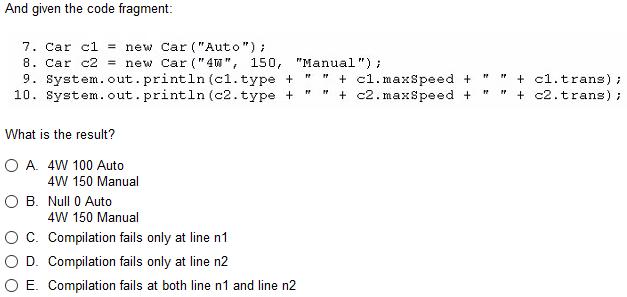 And given the code fragment:
7. Car c1 = new Car("Auto");
8. Car c2 = new Car("4W", 150, "Manual");
9. System.out.println(c1.type + " " + c1.maxSpeed + " " + c1.trans);
10. System.out.println(c2.type + " " + c2.maxSpeed + " " + c2.trans);
What is the result?
A. 4W 100 Auto
4W 150 Manual
B. Null 0 Auto
4W 150 Manual
C. Compilation fails only at line n1
D. Compilation fails only at line n2
E. Compilation fails at both line n1 and line n2